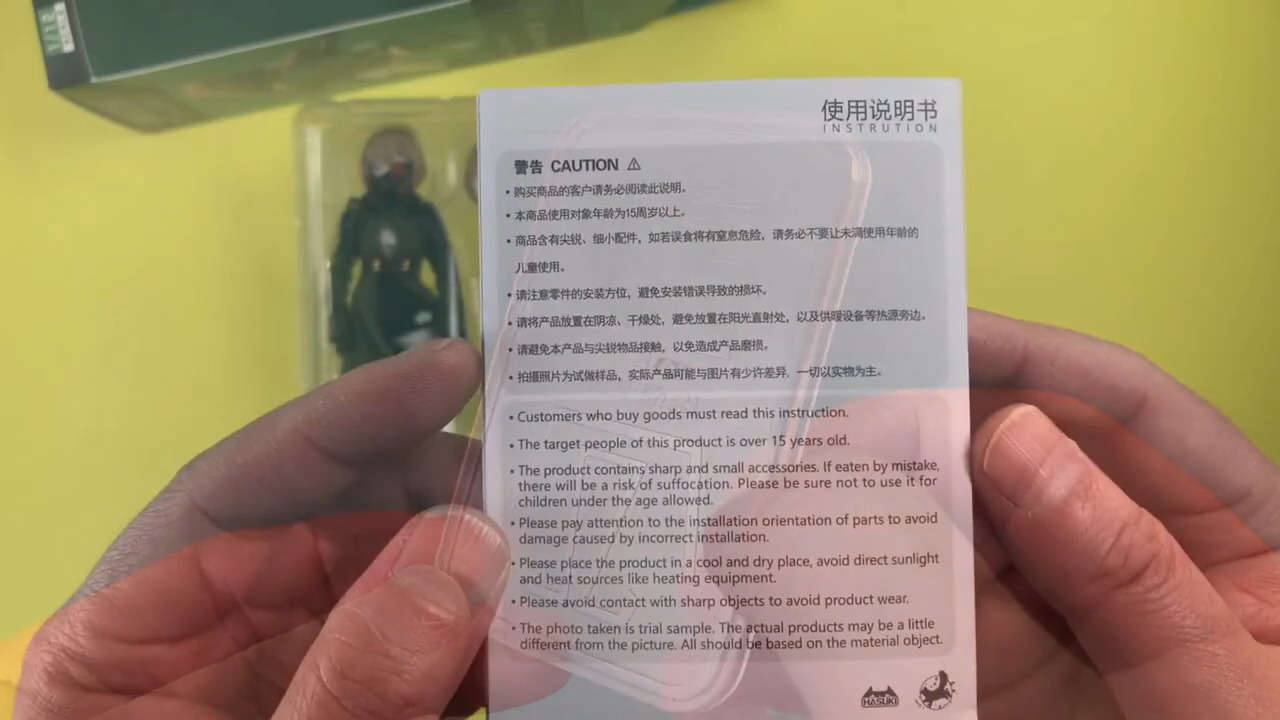 1/12
使用说明书
INSTRUTION
警告 CAUTION ⚠
• 购买商品的客户请务必阅读此说明。
• 本商品使用对象年龄为15周岁以上。
• 商品含有尖锐、细小配件，如若误食将有窒息危险，请务必不要让未满使用年龄的
儿童使用。
• 请注意零件的安装方位，避免安装错误导致的损坏。
• 请将产品放置在阴凉、干燥处，避免放置在阳光直射处，以及供暖设备等热源旁边。
• 请避免本产品与尖锐物品接触，以免造成产品磨损。
• 拍摄照片为试做样品，实际产品可能与图片有少许差异，一切以实物为主。
• Customers who buy goods must read this instruction.
• The target people of this product is over 15 years old.
• The product contains sharp and small accessories. If eaten by mistake,
there will be a risk of suffocation. Please be sure not to use it for
children under the age allowed.
• Please pay attention to the installation orientation of parts to avoid
damage caused by incorrect installation.
• Please place the product in a cool and dry place, avoid direct sunlight
and heat sources like heating equipment.
• Please avoid contact with sharp objects to avoid product wear.
• The photo taken is trial sample. The actual products may be a little
different from the picture. All should be based on the material object.
HASUKI